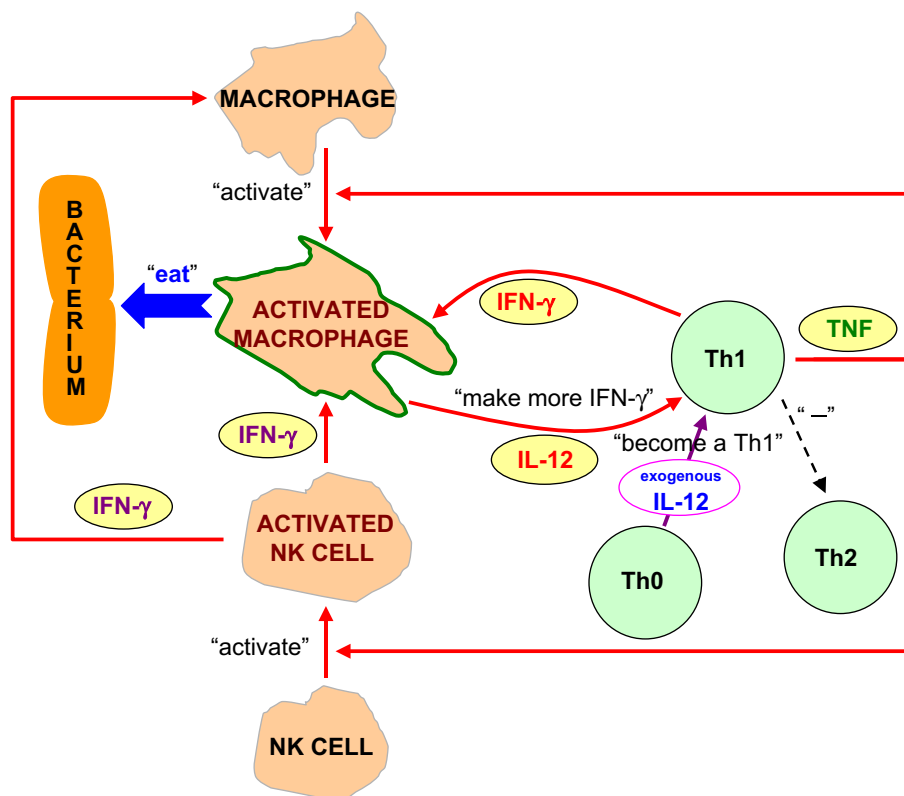 MACROPHAGE
“activate”
BACTERIUM
“eat”
ACTIVATED
MACROPHAGE
IFN-γ
Th1
TNF
“make more IFN-γ”
“ – ”
IFN-γ
IL-12
“become a Th1”
exogenous
IL-12
IFN-γ
ACTIVATED
NK CELL
Th0
Th2
“activate”
NK CELL